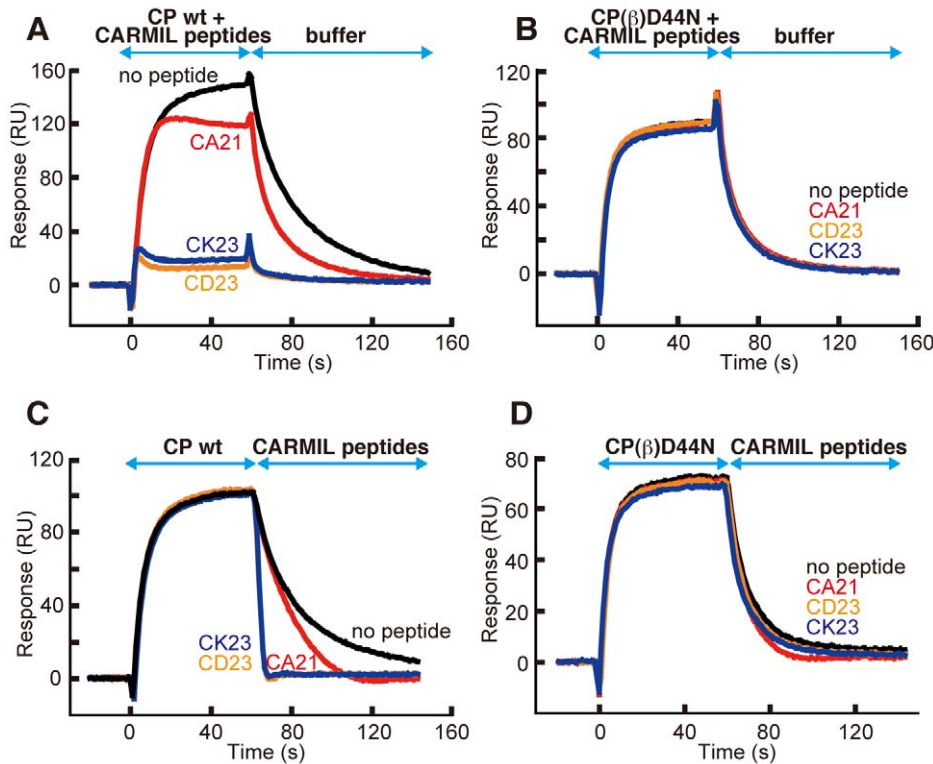 A
CP wt +
CARMIL peptides
buffer
160
120
80
40
0
Response (RU)
no peptide
CA21
CK23
CD23
0 40 80 120 160
Time (s)
B
CP(β)D44N +
CARMIL peptides
buffer
120
80
40
0
Response (RU)
no peptide
CA21
CD23
CK23
0 40 80 120 160
Time (s)
C
CP wt
CARMIL peptides
120
80
40
0
Response (RU)
no peptide
CK23
CD23
CA21
0 40 80 120 160
Time (s)
D
CP(β)D44N
CARMIL peptides
80
60
40
20
0
Response (RU)
no peptide
CA21
CD23
CK23
0 40 80 120
Time (s)